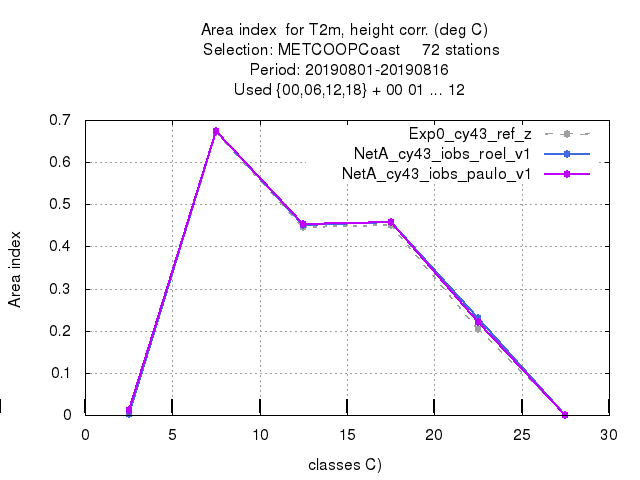 Area index  for T2m, height corr. (deg C)
Selection: METCOOPCoast     72 stations
Period: 20190801-20190816
Used {00,06,12,18} + 00 01 ... 12
Exp0_cy43_ref_z
NetA_cy43_iobs_roel_v1
NetA_cy43_iobs_paulo_v1
0.7
0.6
0.5
0.4
0.3
0.2
0.1
0
Area index
0 5 10 15 20 25 30
classes C)